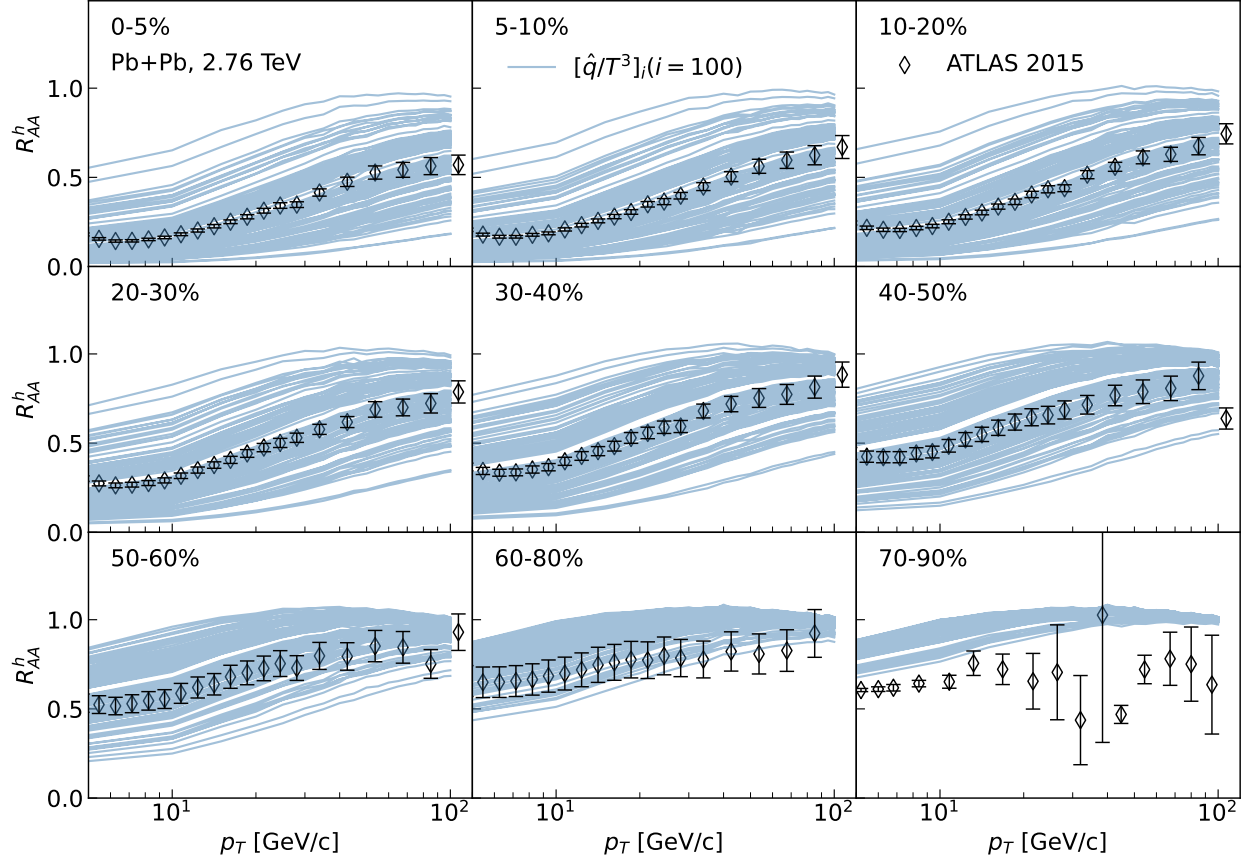 0-5%
5-10%
10-20%
Pb+Pb, 2.76 TeV
[q̂/T³]ᵢ(i = 100)
ATLAS 2015
1.0
0.5
0.0
R^h_AA
20-30%
30-40%
40-50%
1.0
0.5
0.0
R^h_AA
50-60%
60-80%
70-90%
1.0
0.5
0.0
R^h_AA
10¹ 10² 10¹ 10² 10¹ 10²
p_T [GeV/c] p_T [GeV/c] p_T [GeV/c]